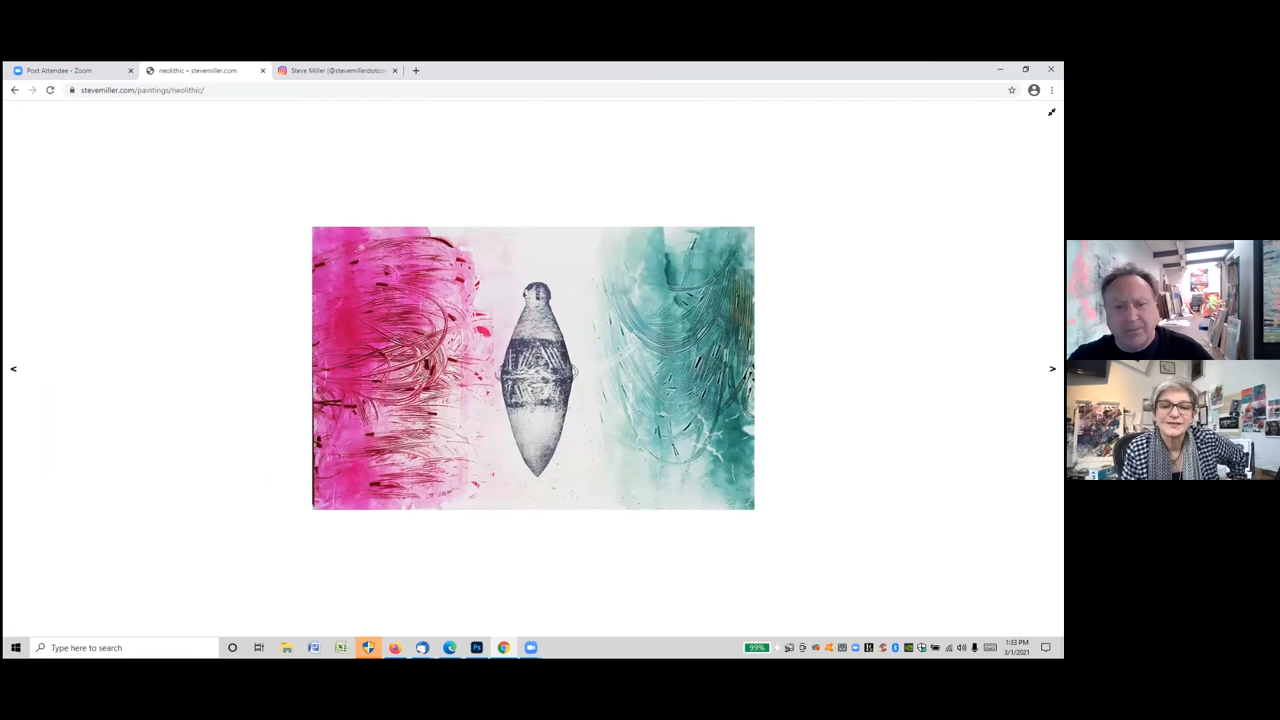 Post Attendee - Zoom
neolithic – stevemiller.com
Steve Miller (@stevemillerdotco
stevemiller.com/paintings/neolithic/
<
>
Type here to search
99%
1:33 PM
3/1/2021